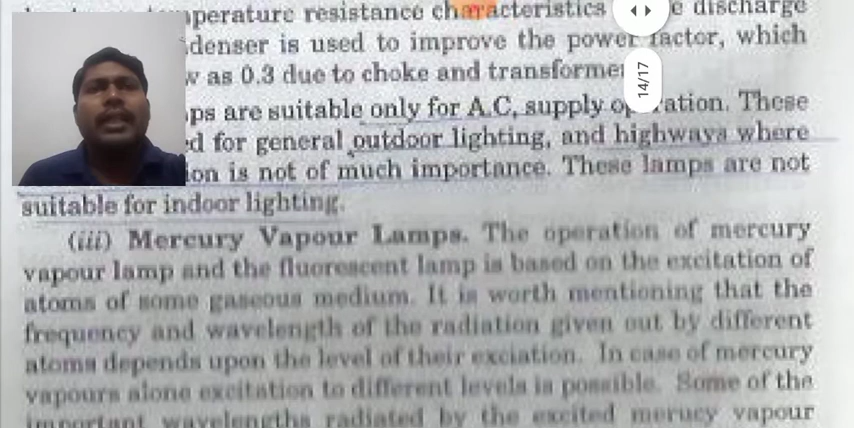 perature resistance characteristics e discharge
denser is used to improve the power factor, which
w as 0.3 due to choke and transformer
ps are suitable only for A.C. supply op ration. These
d for general outdoor lighting, and highways where
ion is not of much importance. These lamps are not
suitable for indoor lighting.
(iii) Mercury Vapour Lamps. The operation of mercury
vapour lamp and the fluorescent lamp is based on the excitation of
atoms of some gaseous medium. It is worth mentioning that the
frequency and wavelength of the radiation given out by different
atoms depends upon the level of their exciation. In case of mercury
vapours alone excitation to different levels is possible. Some of the
important wavelengths radiated by the excited mercuy vapour
14/17